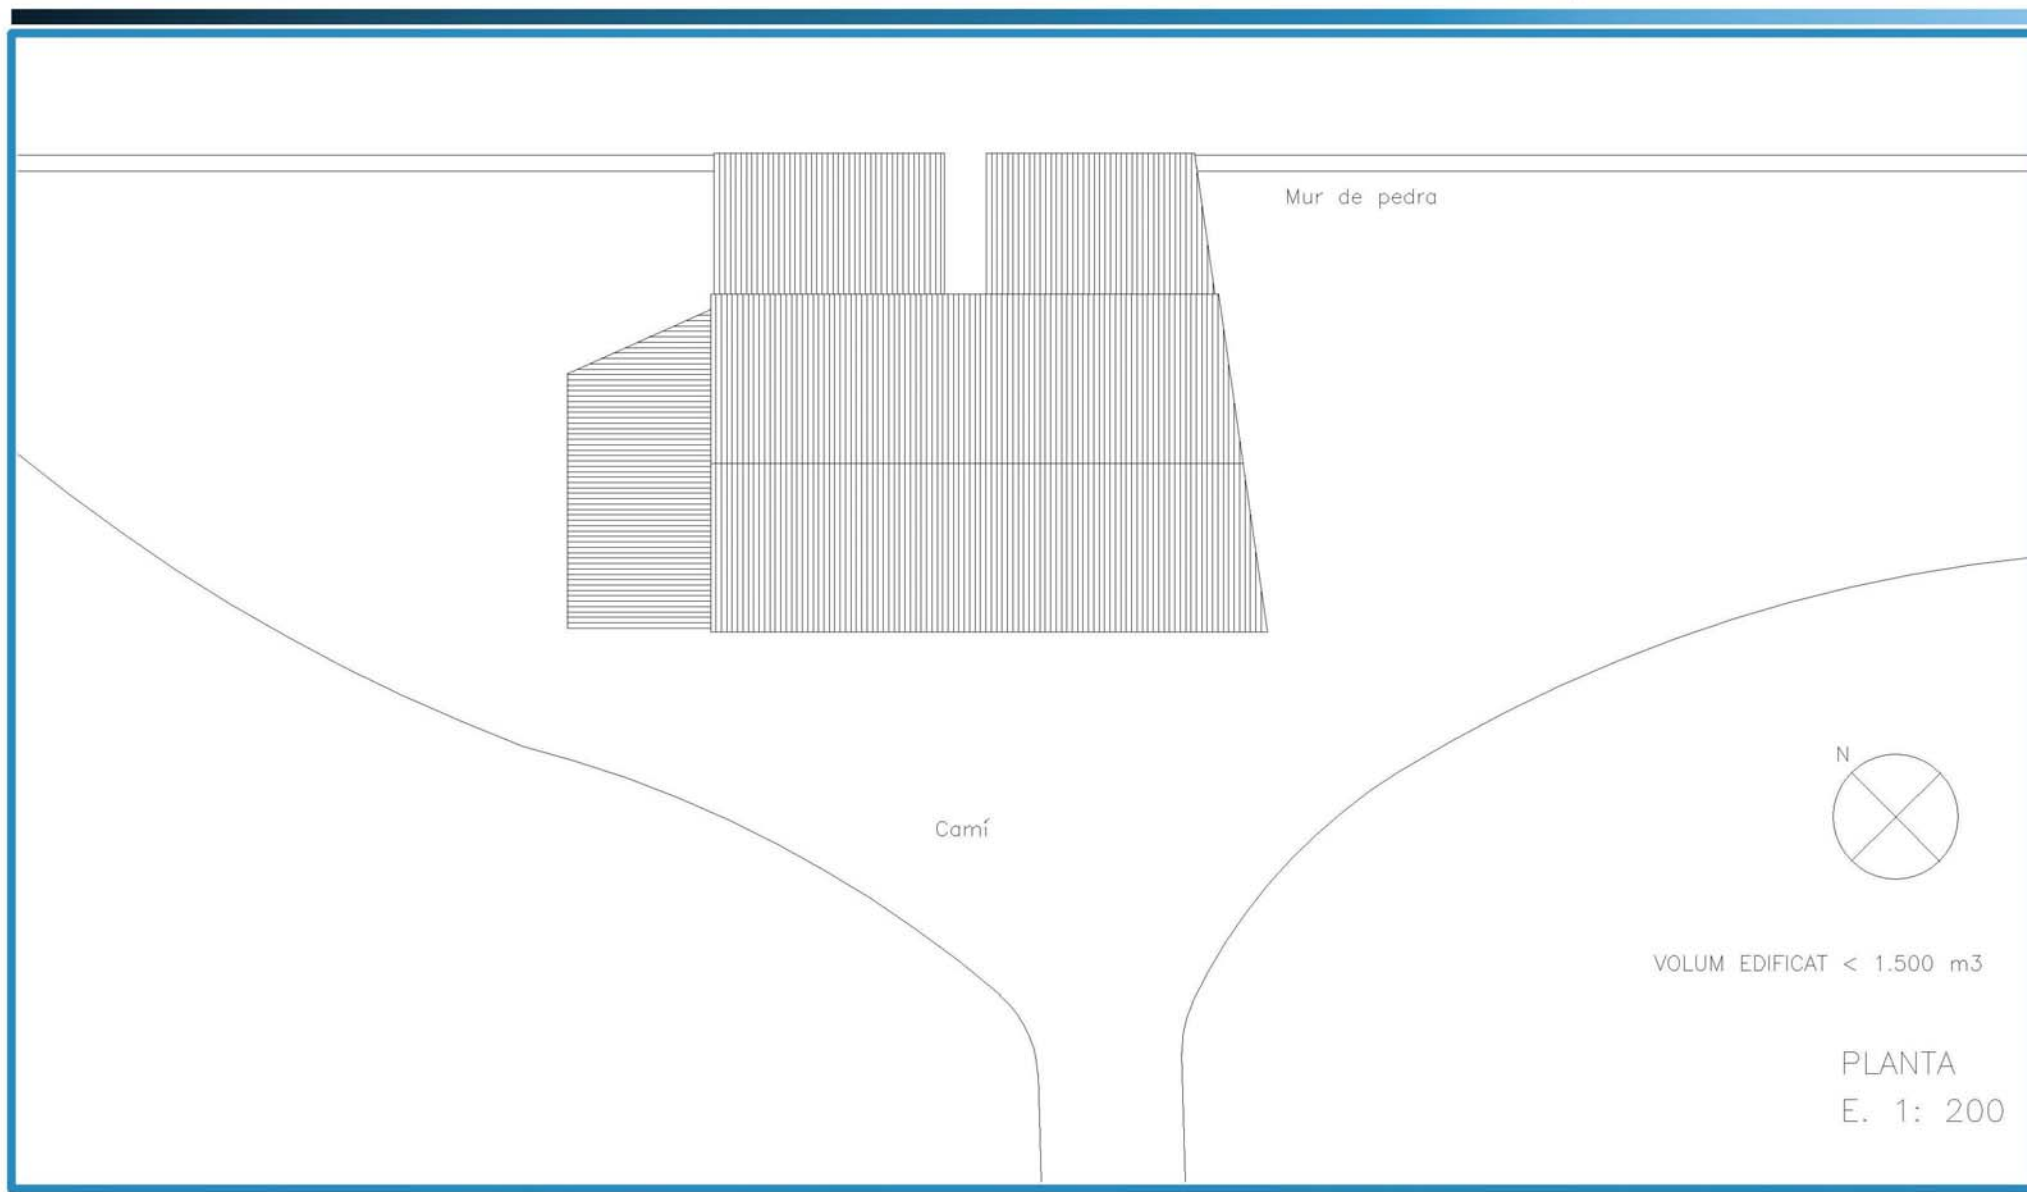 Mur de pedra
N
Camí
VOLUM EDIFICAT < 1.500 m3
PLANTA
E. 1: 200